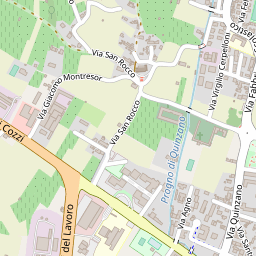 Via San Rocco
Via Giacomo Montresor
Via Virgilio Cerpelloni
Via San Rocco
Cozzi
Progno di Quinzano
del Lavoro
Via Agno
Via Quinzano